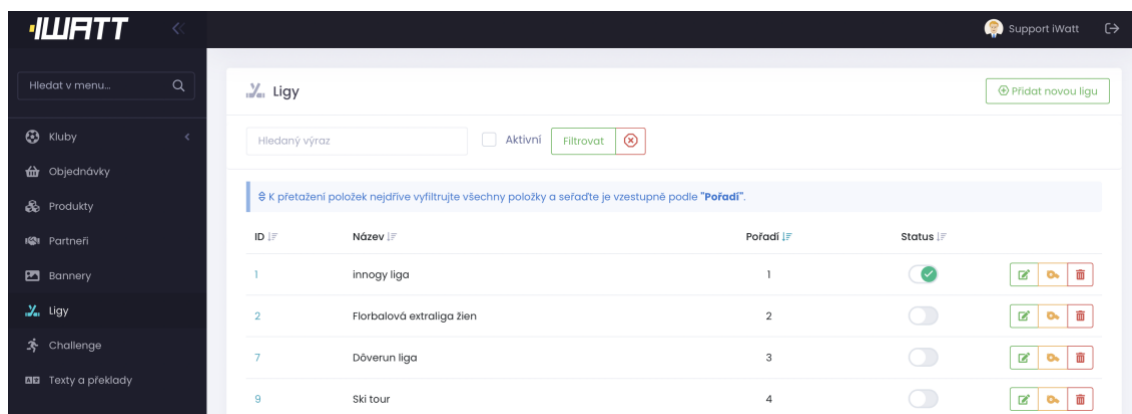 iWATT
Support iWatt
Hledat v menu...
Ligy
Přidat novou ligu
Kluby
Hledaný výraz
Aktivní
Filtrovat
Objednávky
K přetažení položek nejdříve vyfiltrujte všechny položky a seřaďte je vzestupně podle "Pořadí".
Produkty
Partneři
ID Název Pořadí Status
Bannery
1 innogy liga 1
Ligy
2 Florbalová extraliga žien 2
Challenge
7 Dôverun liga 3
Texty a překlady
9 Ski tour 4